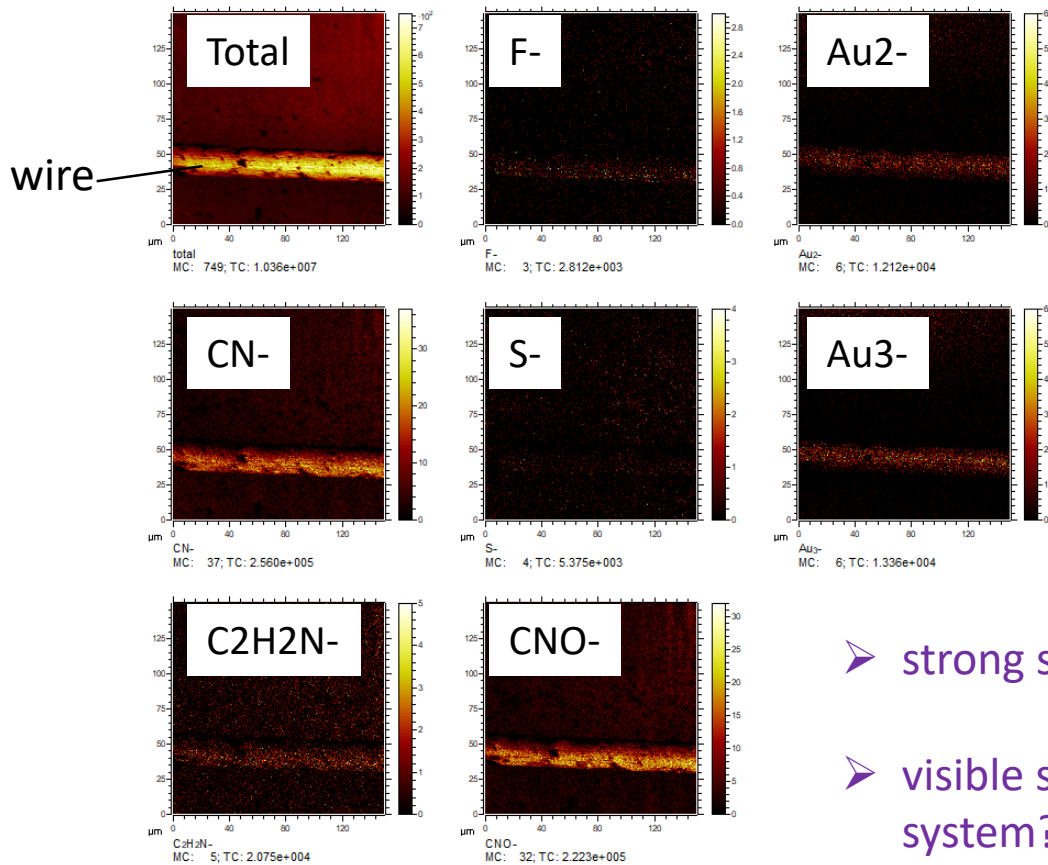 Total
F-
Au2-
wire
total
MC: 749; TC: 1.036e+007
F-
MC: 3; TC: 2.812e+003
Au2-
MC: 6; TC: 1.212e+004
CN-
S-
Au3-
CN-
MC: 37; TC: 2.560e+005
S-
MC: 4; TC: 5.375e+003
Au3-
MC: 6; TC: 1.336e+004
C2H2N-
CNO-
C2H2N-
MC: 5; TC: 2.075e+004
CNO-
MC: 32; TC: 2.223e+005
➢ strong s
➢ visible s
system?